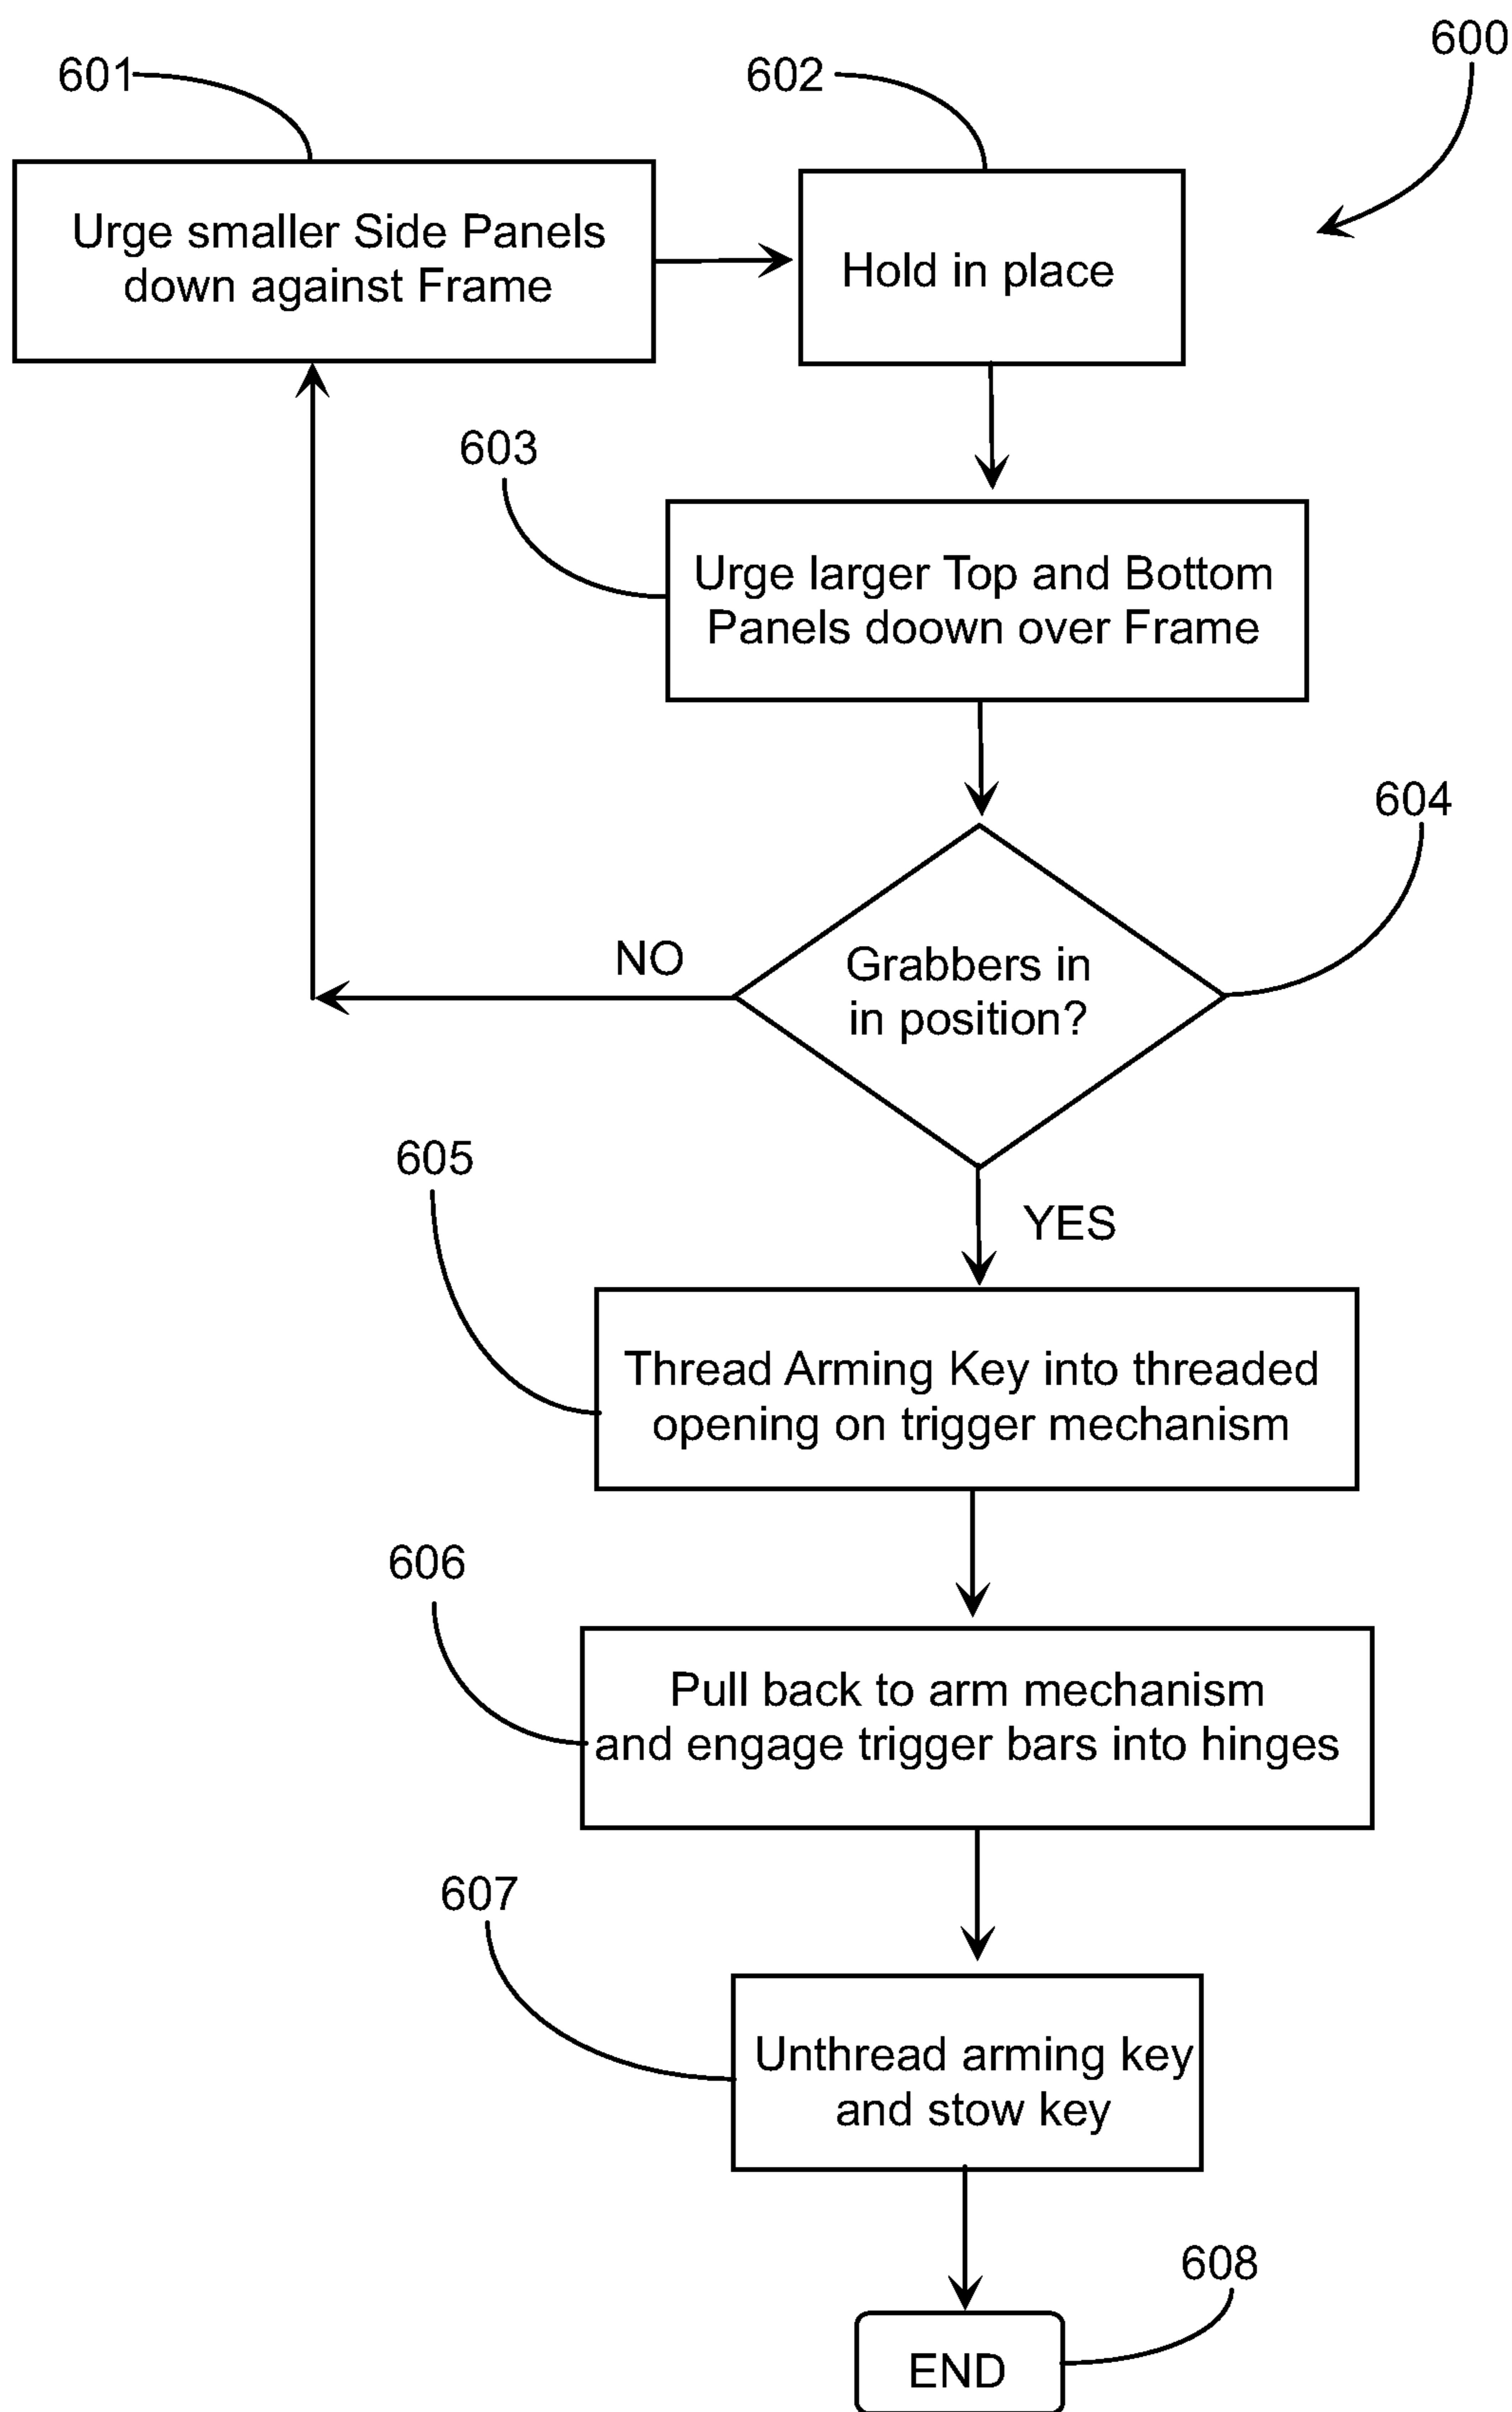 600
601
602
Urge smaller Side Panels
down against Frame
Hold in place
603
Urge larger Top and Bottom
Panels doown over Frame
604
NO
Grabbers in
in position?
605
YES
Thread Arming Key into threaded
opening on trigger mechanism
606
Pull back to arm mechanism
and engage trigger bars into hinges
607
Unthread arming key
and stow key
608
END